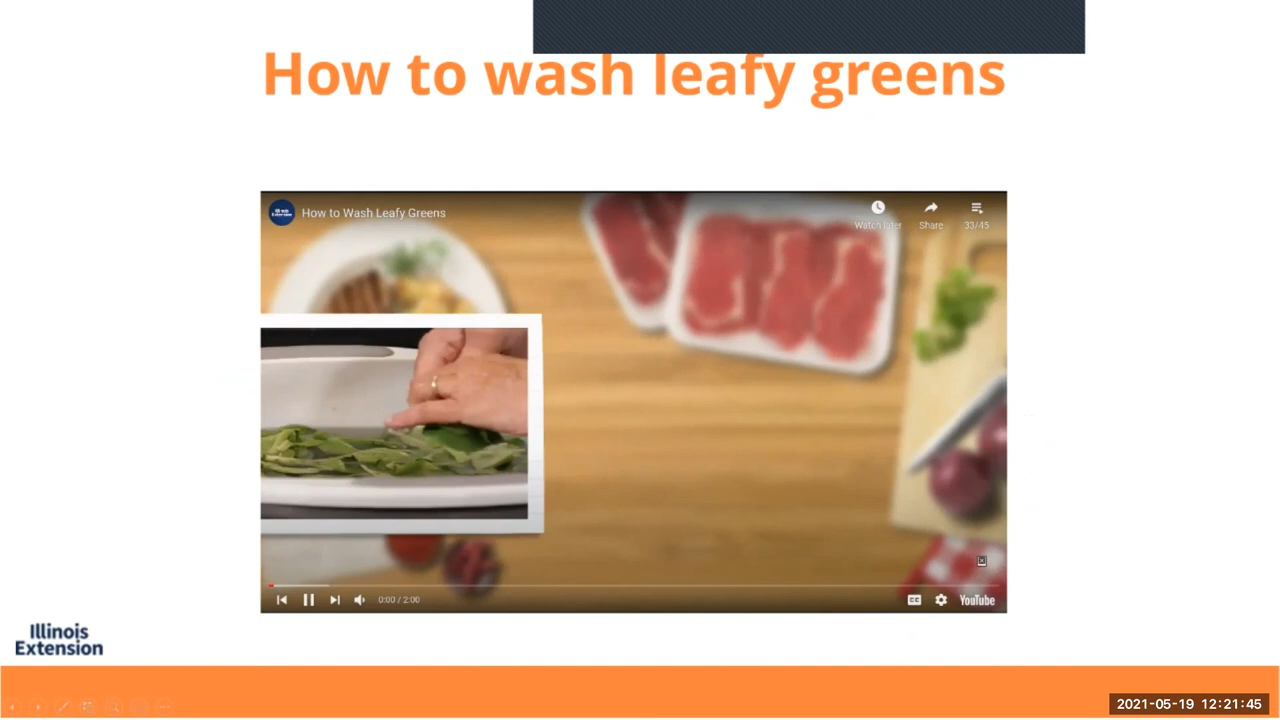 How to wash leafy greens
How to Wash Leafy Greens
Watch later
Share
33/45
0:00 / 2:00
CC
YouTube
Illinois
Extension
2021-05-19 12:21:45